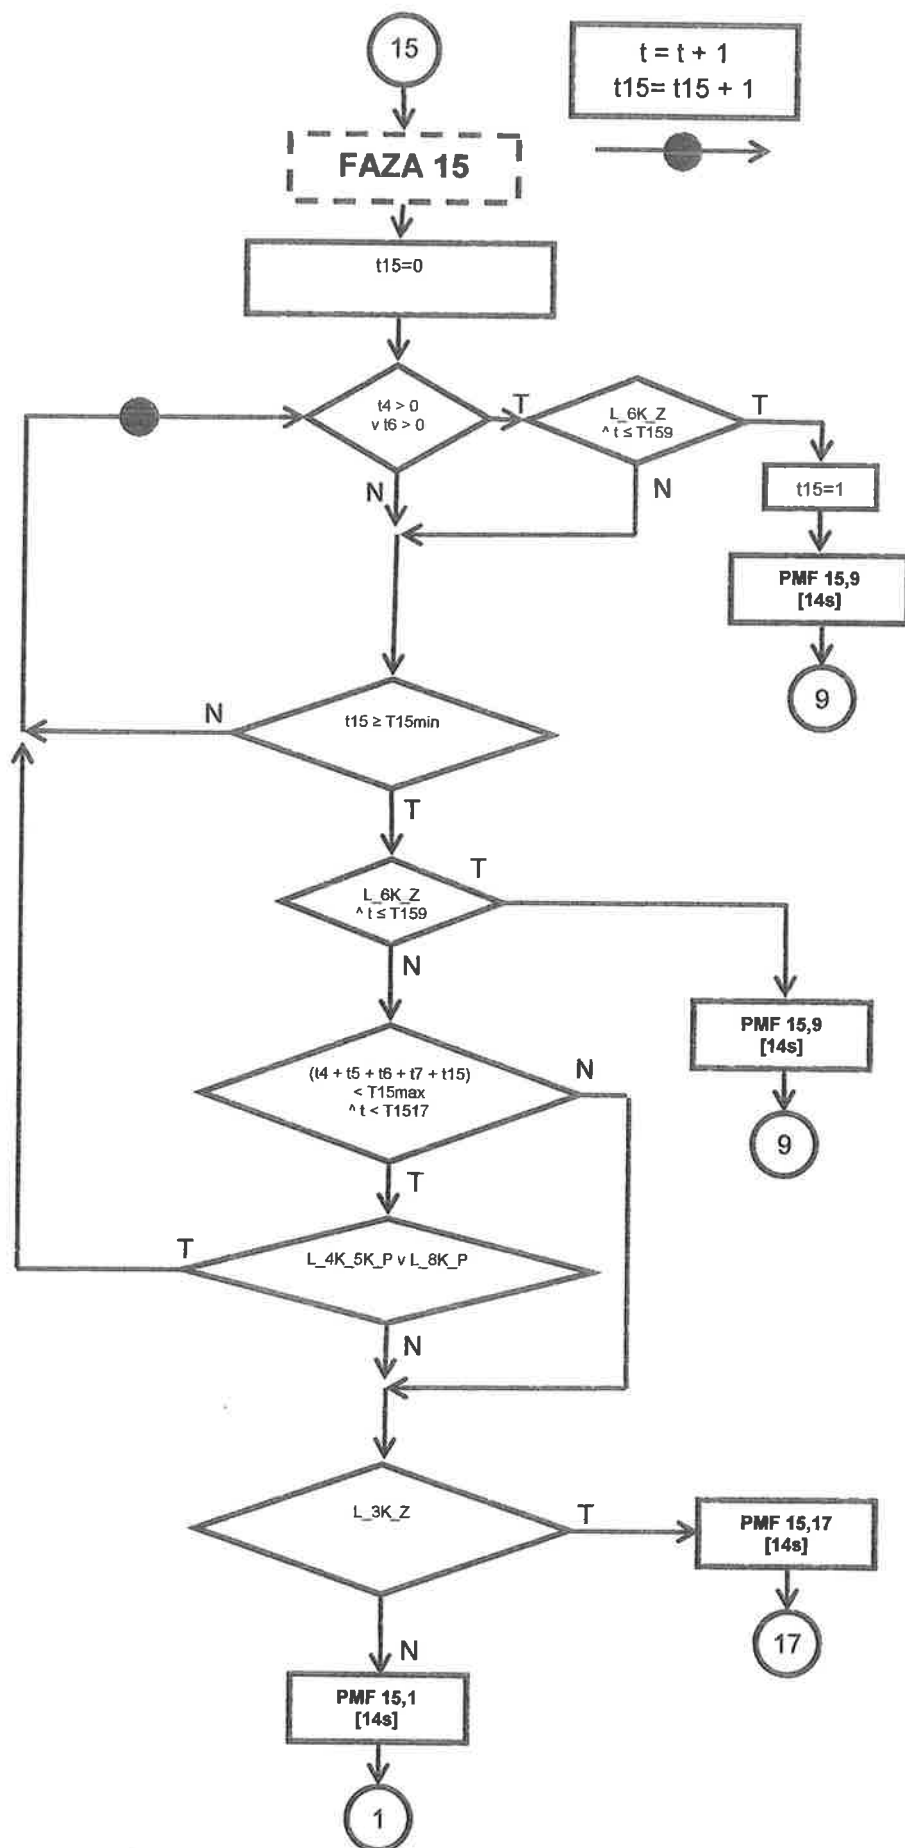 15
t = t + 1
t15= t15 + 1
FAZA 15
t15=0
t4 > 0
v t6 > 0
T
L_6K_Z
^ t ≤ T159
T
N
N
t15=1
PMF 15,9
[14s]
9
N
t15 ≥ T15min
T
T
L_6K_Z
^ t ≤ T159
N
PMF 15,9
[14s]
9
(t4 + t5 + t6 + t7 + t15)
< T15max
^ t < T1517
N
T
T
L_4K_5K_P v L_8K_P
N
L_3K_Z
T
PMF 15,17
[14s]
17
N
PMF 15,1
[14s]
1